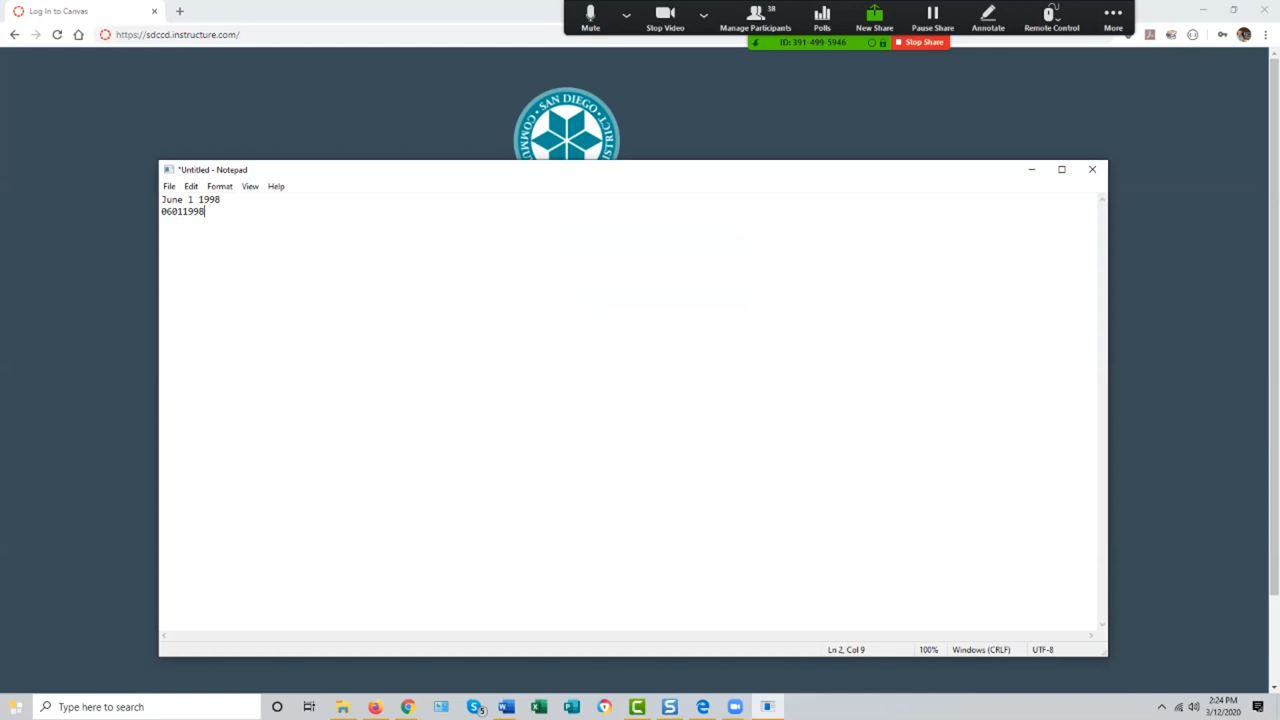 Log In to Canvas
https://sdccd.instructure.com/
Mute
Stop Video
38
Manage Participants
Polls
New Share
Pause Share
Annotate
Remote Control
More
ID: 391-499-5946
Stop Share
SAN DIEGO
*Untitled - Notepad
File Edit Format View Help
June 1 1998
06011998
Ln 2, Col 9
100%
Windows (CRLF)
UTF-8
Type here to search
5
2:24 PM
3/12/2020